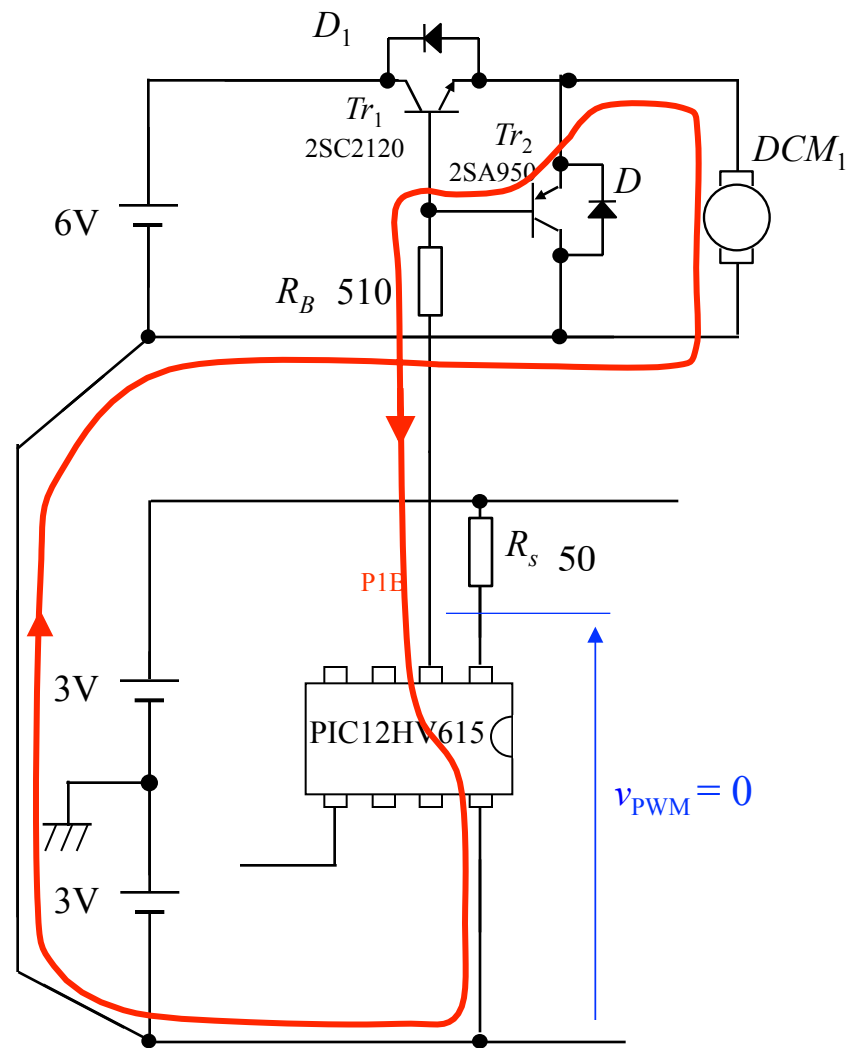 D1
Tr1
2SC2120
Tr2
2SA950
DCM1
D
6V
RB 510
Rs 50
P1B
3V
PIC12HV615
vPWM = 0
3V